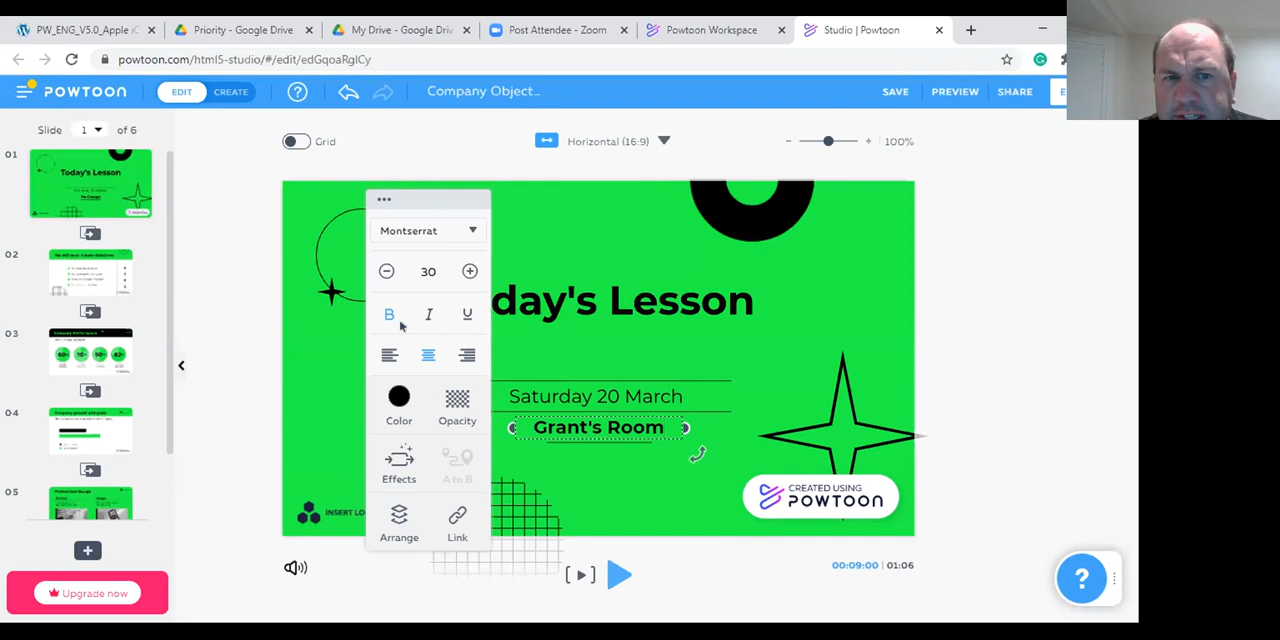 PW_ENG_V5.0_Apple iC
Priority - Google Drive
My Drive - Google Driv
Post Attendee - Zoom
Powtoon Workspace
Studio | Powtoon
powtoon.com/html5-studio/#/edit/edGqoaRgICy
POWTOON
EDIT
CREATE
?
Company Object...
SAVE
PREVIEW
SHARE
Slide 1 of 6
Grid
Horizontal (16:9)
100%
01
Today's Lesson
02
03
04
05
Montserrat
30
B I U
Color
Opacity
Effects
A to B
Arrange
Link
day's Lesson
Saturday 20 March
Grant's Room
INSERT LO
CREATED USING
POWTOON
00:09:00 | 01:06
Upgrade now
?